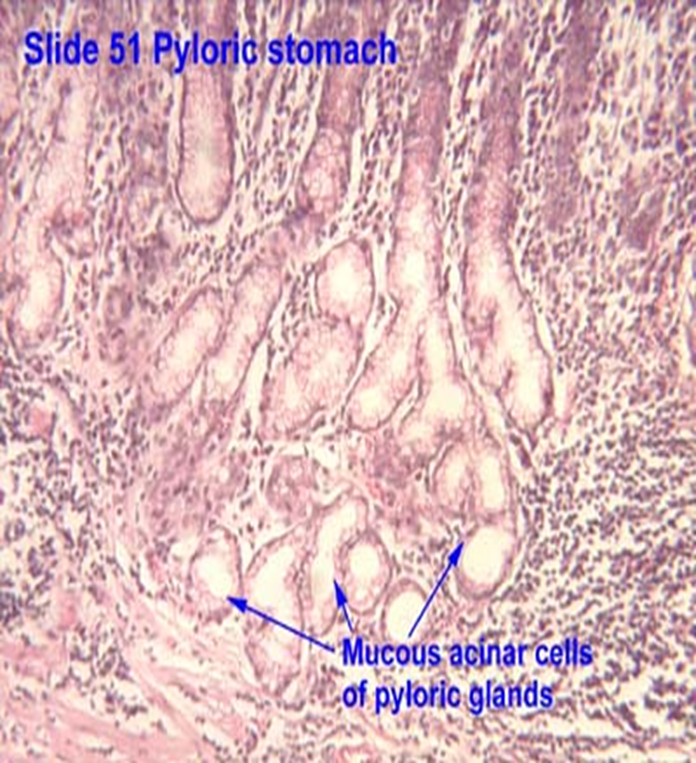 Slide 51 Pyloric stomach
Mucous acinar cells
of pyloric glands